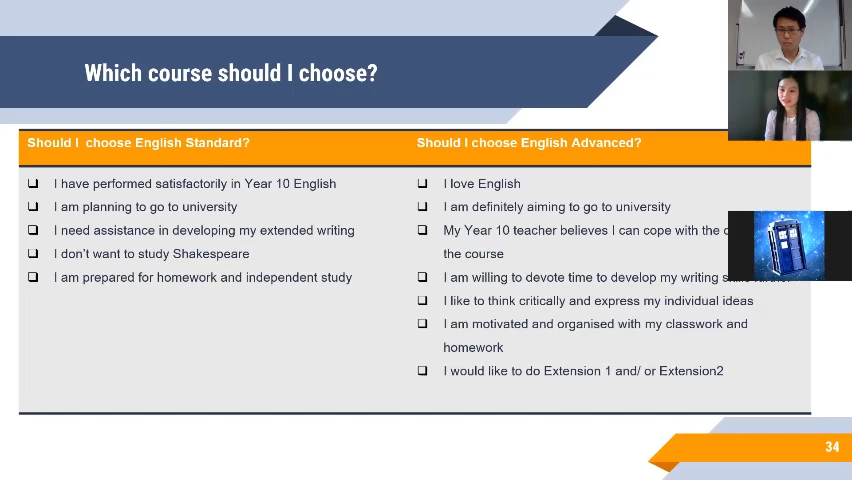 Which course should I choose?
Should I choose English Standard?
I have performed satisfactorily in Year 10 English
I am planning to go to university
I need assistance in developing my extended writing
I don't want to study Shakespeare
I am prepared for homework and independent study
Should I choose English Advanced?
I love English
I am definitely aiming to go to university
My Year 10 teacher believes I can cope with the
the course
I am willing to devote time to develop my writing
I like to think critically and express my individual ideas
I am motivated and organised with my classwork and
homework
I would like to do Extension 1 and/ or Extension2
34